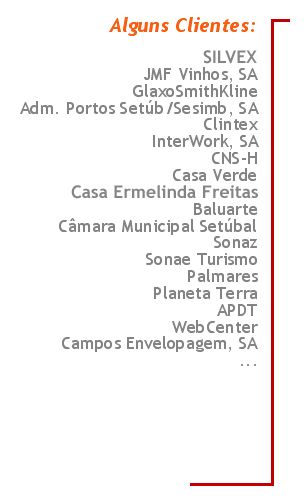 Alguns Clientes:
SILVEX
JMF Vinhos, SA
GlaxoSmithKline
Adm. Portos Setúb/Sesimb, SA
Clintex
InterWork, SA
CNS-H
Casa Verde
Casa Ermelinda Freitas
Baluarte
Câmara Municipal Setúbal
Sonaz
Sonae Turismo
Palmares
Planeta Terra
APDT
WebCenter
Campos Envelopagem, SA
...